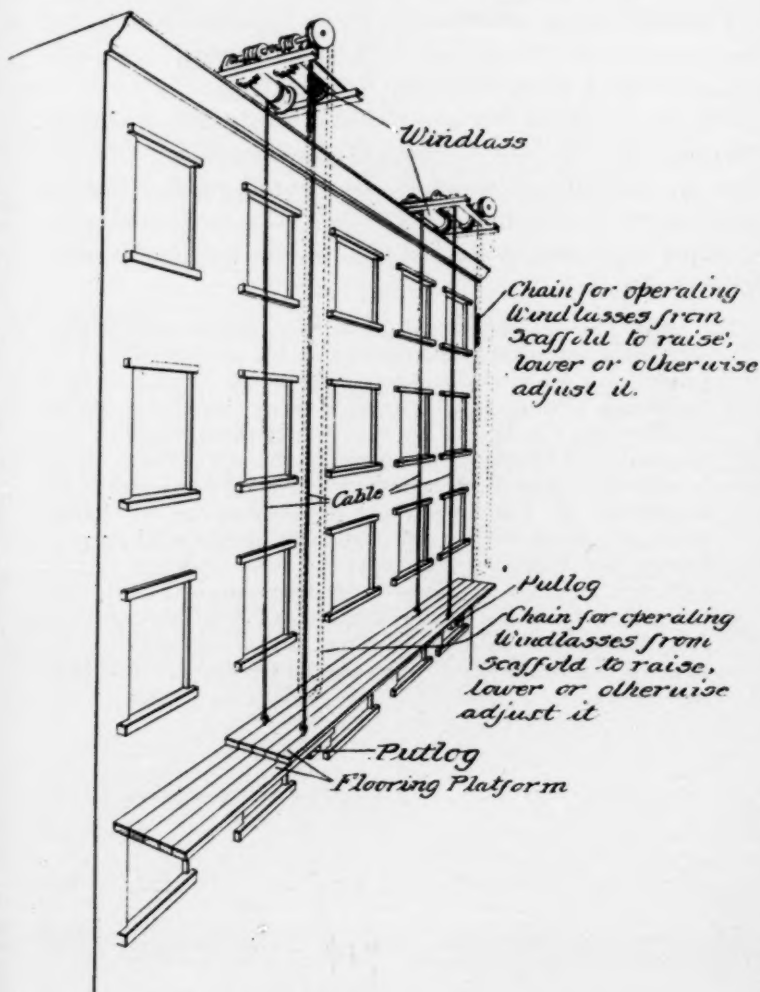 Windlass
Chain for operating
Windlasses from
Scaffold to raise,
lower or otherwise
adjust it.
Cable
Putlog
Chain for operating
Windlasses from
Scaffold to raise,
lower or otherwise
adjust it
Putlog
Flooring Platform